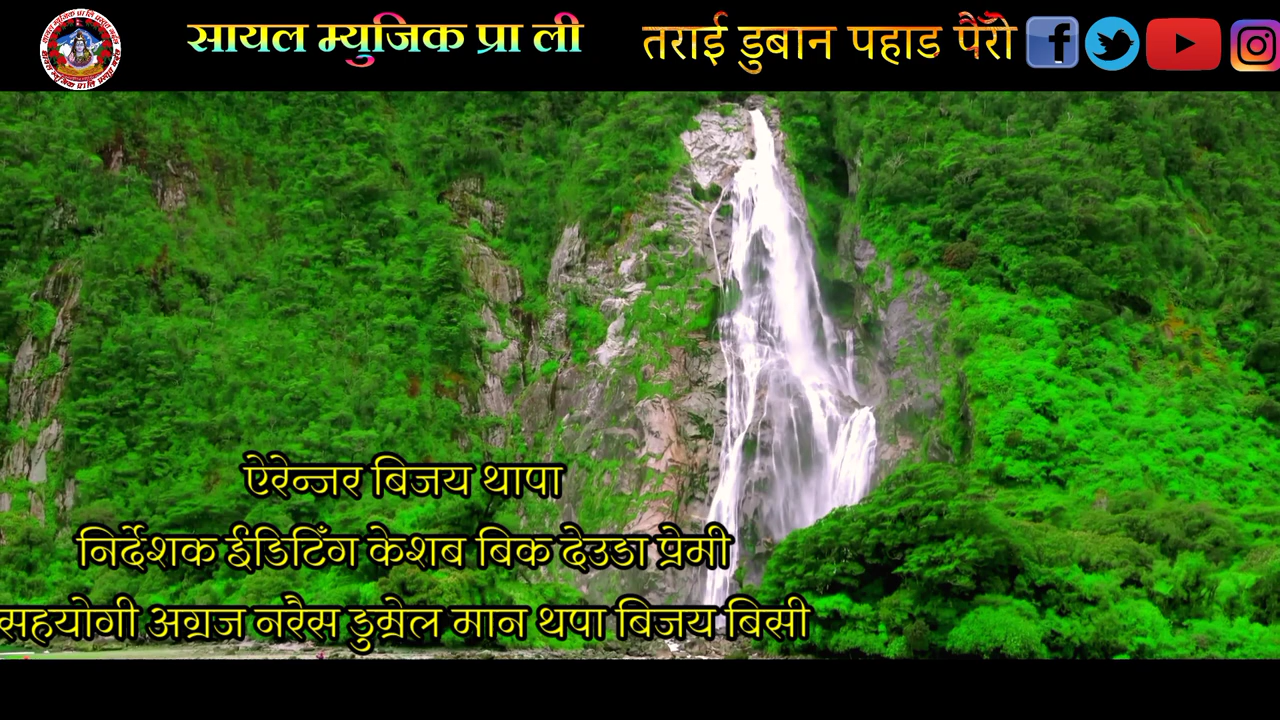 सायल म्युजिक प्रा ली
तराई डुबान पहाड पैरो
ऐरेन्जर बिजय थापा
निर्देशक ईडिटिँग केशब बिक देउडा प्रेमी
सहयोगी अग्रज नरेस डुम्रेल मान थपा बिजय बिसी